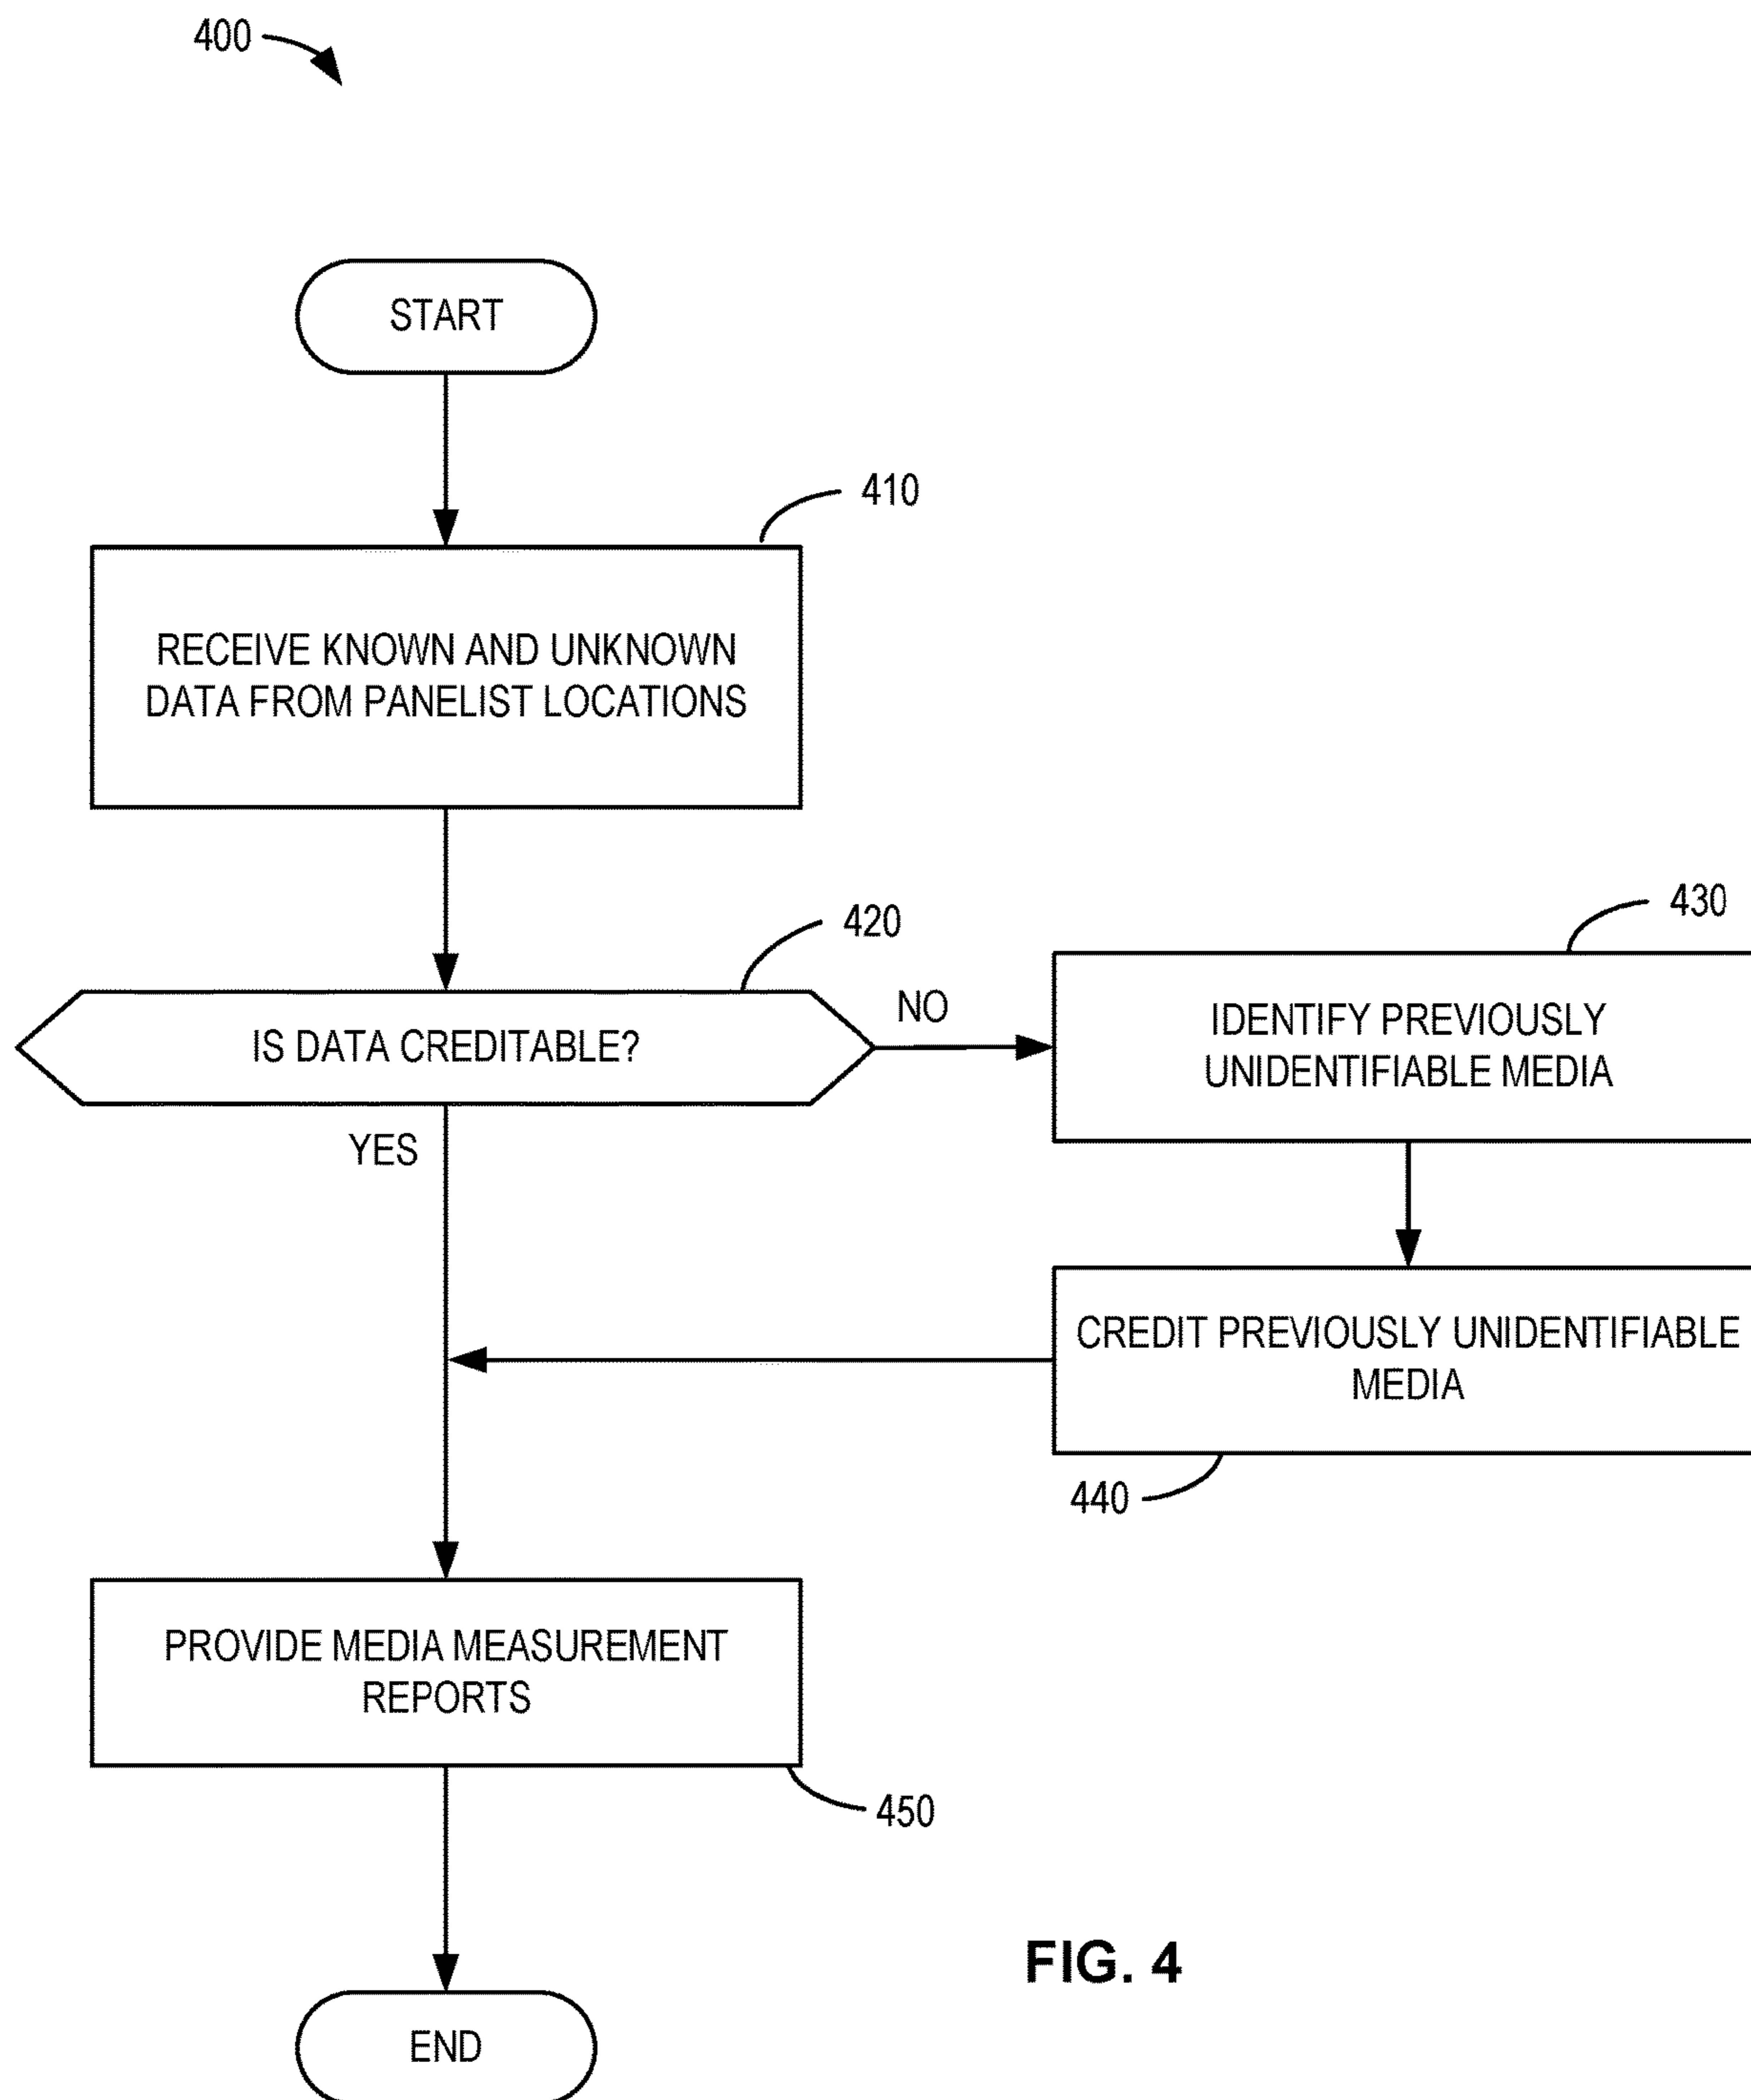 400
START
410
RECEIVE KNOWN AND UNKNOWN
DATA FROM PANELIST LOCATIONS
420
IS DATA CREDITABLE?
NO
YES
430
IDENTIFY PREVIOUSLY
UNIDENTIFIABLE MEDIA
CREDIT PREVIOUSLY UNIDENTIFIABLE
MEDIA
440
PROVIDE MEDIA MEASUREMENT
REPORTS
450
END
FIG. 4